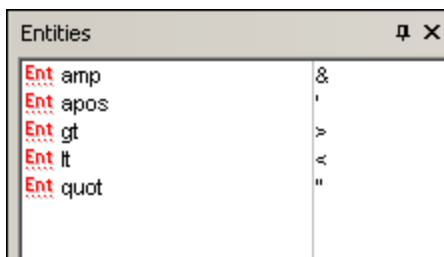 Entities
Ent amp &
Ent apos '
Ent gt >
Ent lt <
Ent quot "